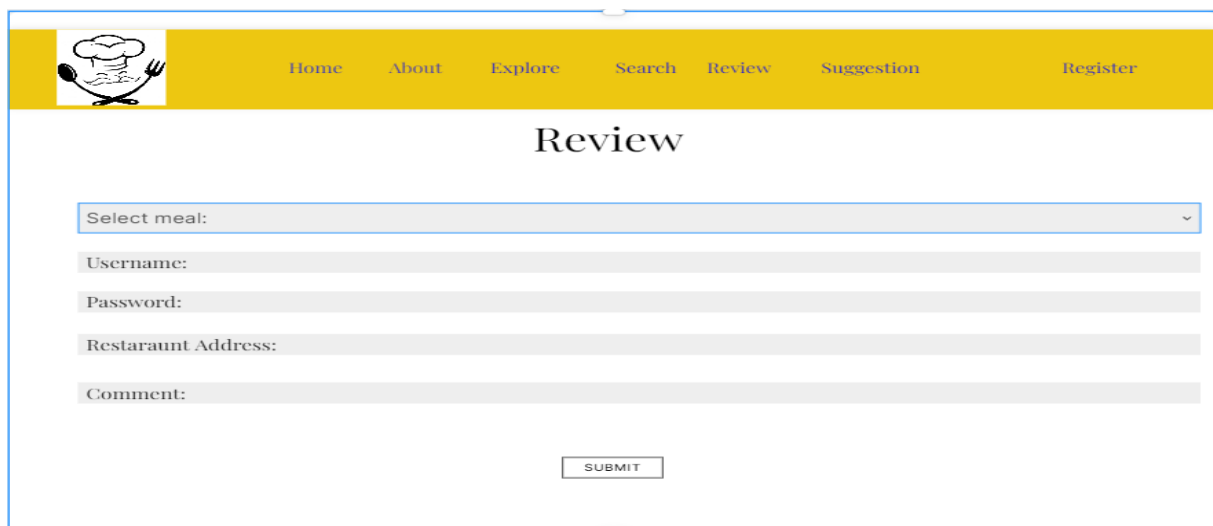 Home About Explore Search Review Suggestion Register
Review
Select meal:
Username:
Password:
Restaraunt Address:
Comment:
SUBMIT